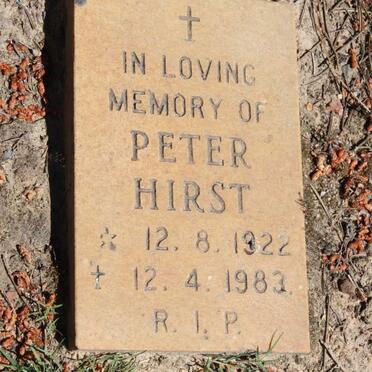 IN LOVING
MEMORY OF
PETER
HIRST
☆ 12. 8. 1922
† 12. 4. 1983.
R. I. P.